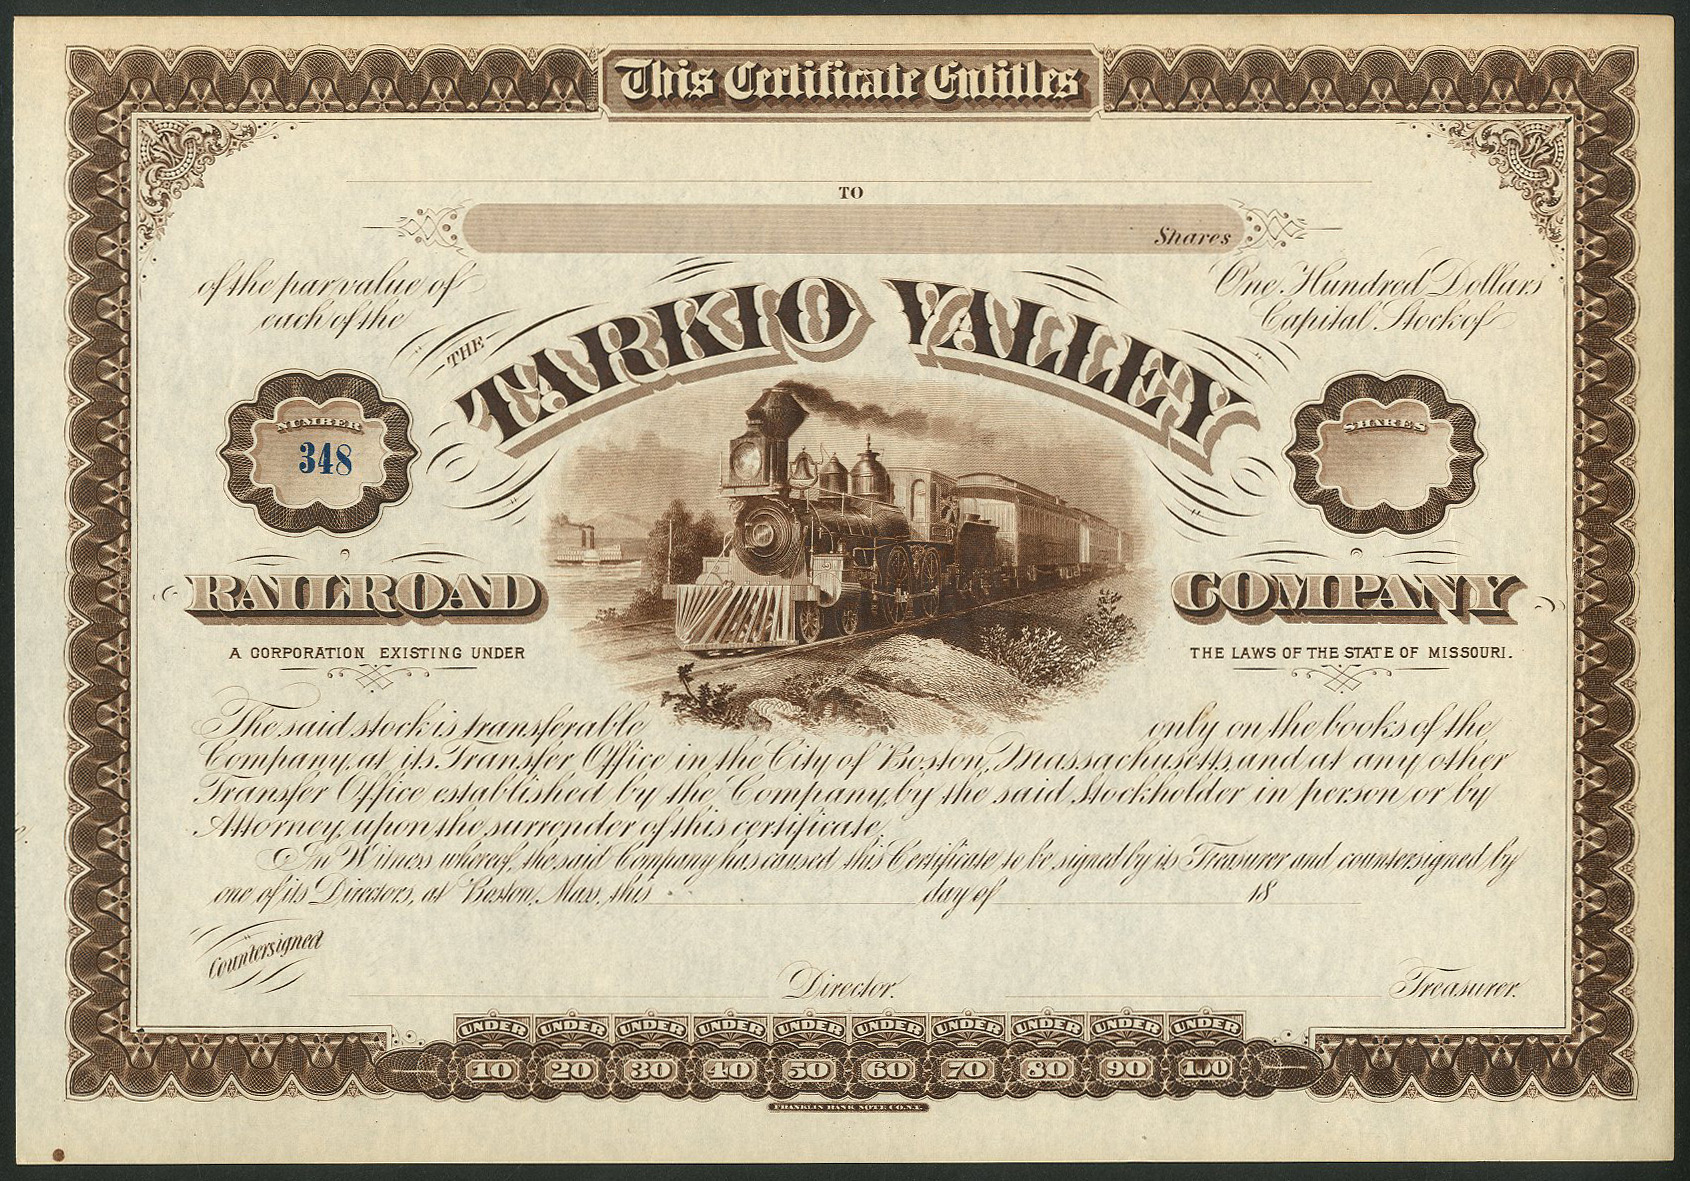 This Certificate Entitles
TO
Shares
of the par value of One Hundred Dollars
each of the Capital Stock of
THE TARKIO VALLEY
NUMBER
348
SHARES
RAILROAD COMPANY
A CORPORATION EXISTING UNDER THE LAWS OF THE STATE OF MISSOURI.
The said stock is transferable only on the books of the
Company, at its Transfer Office in the City of Boston, Massachusetts, and at any other
Transfer Office established by the Company, by the said Stockholder in person, or by
Attorney, upon the surrender of this certificate.
In Witness whereof, the said Company has caused this Certificate to be signed by its Treasurer and countersigned by
one of its Directors, at Boston, Mass., this day of 18
Countersigned
Director. Treasurer.
UNDER UNDER UNDER UNDER UNDER UNDER UNDER UNDER UNDER UNDER
10 20 30 40 50 60 70 80 90 100
FRANKLIN BANK NOTE CO. N.Y.